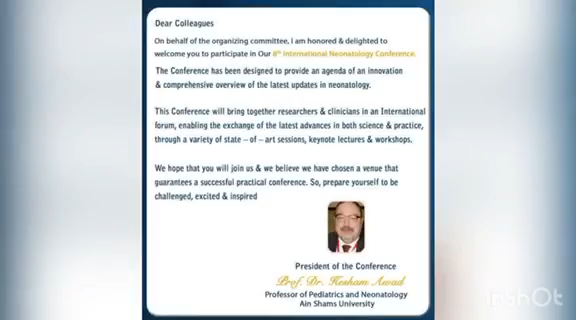 Dear Colleagues
On behalf of the organizing committee, I am honored & delighted to
welcome you to participate in Our 8th International Neonatology Conference.
The Conference has been designed to provide an agenda of an innovation
& comprehensive overview of the latest updates in neonatology.
This Conference will bring together researchers & clinicians in an International
forum, enabling the exchange of the latest advances in both science & practice,
through a variety of state – of – art sessions, keynote lectures & workshops.
We hope that you will join us & we believe we have chosen a venue that
guarantees a successful practical conference. So, prepare yourself to be
challenged, excited & inspired
President of the Conference
Prof. Dr. Hesham Awad
Professor of Pediatrics and Neonatology
Ain Shams University
InShOt